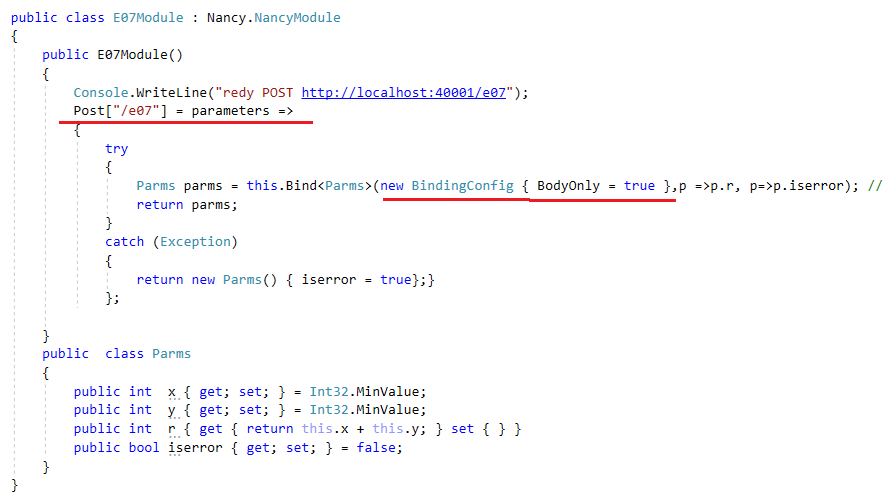 public class E07Module : Nancy.NancyModule
{
public E07Module()
{
Console.WriteLine("redy POST http://localhost:40001/e07");
Post["/e07"] = parameters =>
{
try
{
Parms parms = this.Bind<Parms>(new BindingConfig { BodyOnly = true },p =>p.r, p=>p.iserror); //
return parms;
}
catch (Exception)
{
return new Parms() { iserror = true};}
};
}
public  class Parms
{
public int  x { get; set; } = Int32.MinValue;
public int  y { get; set; } = Int32.MinValue;
public int  r { get { return this.x + this.y; } set { } }
public bool iserror { get; set; } = false;
}
}